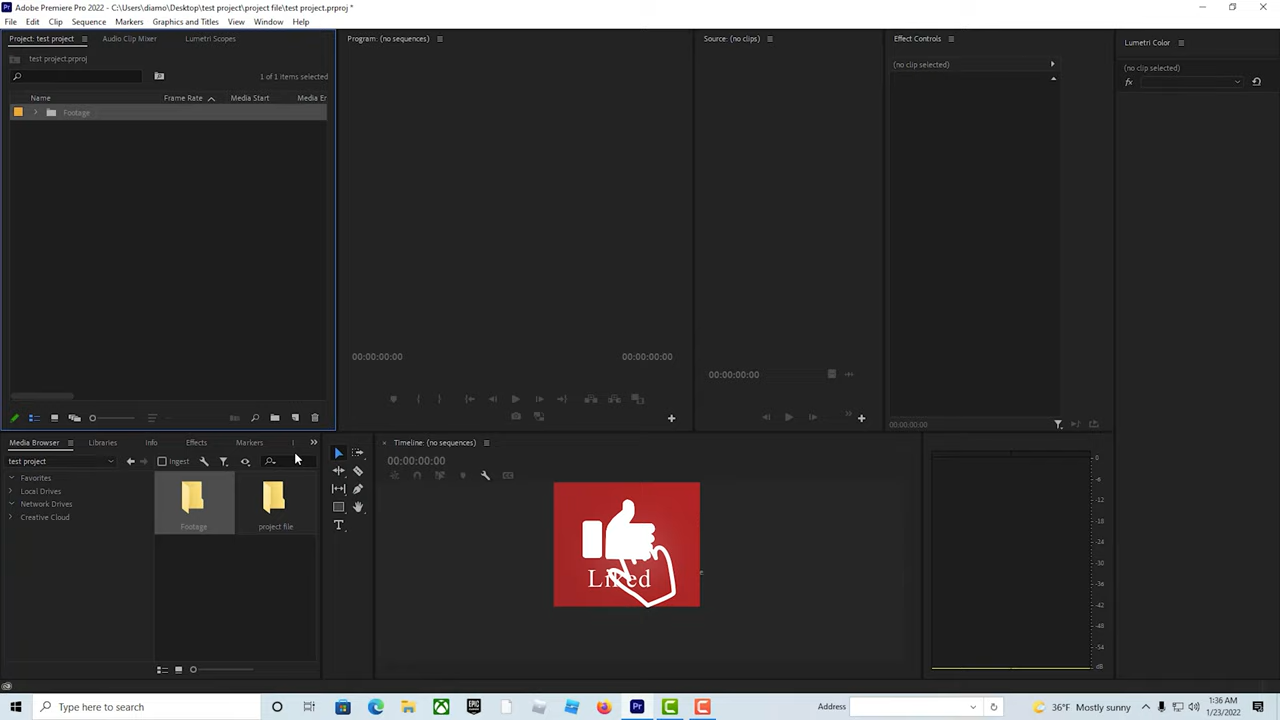 Adobe Premiere Pro 2022 - C:\Users\diamo\Desktop\test project\project file\test project.prproj *
File Edit Clip Sequence Markers Graphics and Titles View Window Help
Project: test project Audio Clip Mixer Lumetri Scopes
test project.prproj
1 of 1 items selected
Name Frame Rate Media Start Media Er
Footage
Program: (no sequences)
00:00:00:00 00:00:00:00
Source: (no clips)
00:00:00:00
Effect Controls
(no clip selected)
00:00:00:00
Lumetri Color
(no clip selected)
fx
Media Browser Libraries Info Effects Markers
test project Ingest
Favorites
Local Drives
Network Drives
Creative Cloud
Footage project file
× Timeline: (no sequences)
00:00:00:00
Liked
0
-6
-12
-18
-24
-30
-36
-42
-48
-54
dB
Type here to search
EPIC
Pr
C
C
Address
36°F Mostly sunny
1:36 AM
1/23/2022